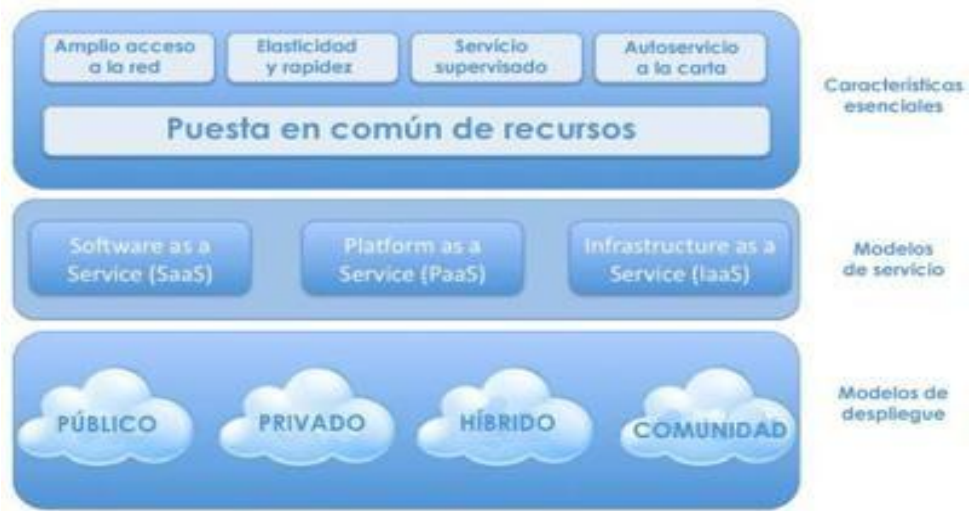 Amplio acceso
a la red
Elasticidad
y rapidez
Servicio
supervisado
Autoservicio
a la carta
Puesta en común de recursos
Características
esenciales
Software as a
Service (SaaS)
Platform as a
Service (PaaS)
Infrastructure as a
Service (IaaS)
Modelos
de servicio
PÚBLICO
PRIVADO
HÍBRIDO
COMUNIDAD
Modelos de
despliegue